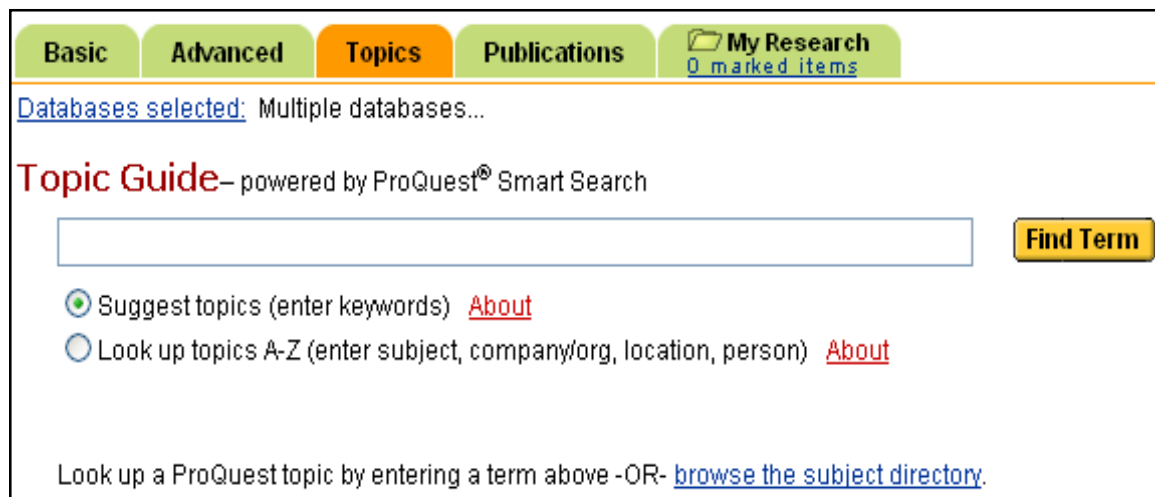 Basic Advanced Topics Publications My Research
0 marked items
Databases selected: Multiple databases...
Topic Guide– powered by ProQuest® Smart Search
Find Term
Suggest topics (enter keywords) About
Look up topics A-Z (enter subject, company/org, location, person) About
Look up a ProQuest topic by entering a term above -OR- browse the subject directory.